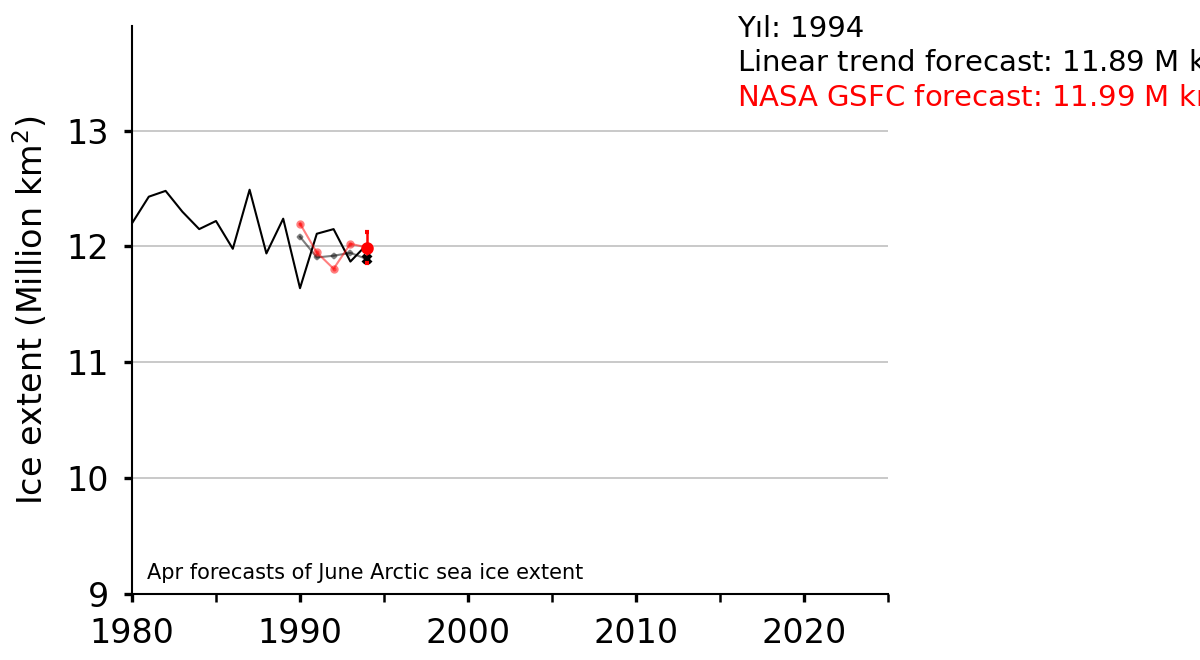 Yıl: 1994
Linear trend forecast: 11.89 M
NASA GSFC forecast: 11.99 M
Ice extent (Million km²)
13
12
11
10
9
Apr forecasts of June Arctic sea ice extent
1980 1990 2000 2010 2020